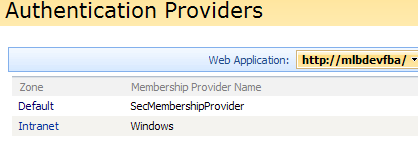 Authentication Providers
Web Application: http://mlbdevfba/
Zone Membership Provider Name
Default SecMembershipProvider
Intranet Windows